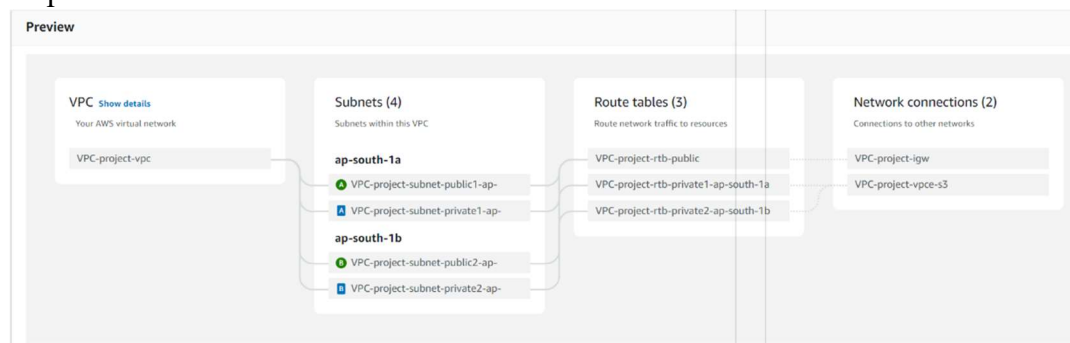 Preview
VPC Show details
Your AWS virtual network
VPC-project-vpc
Subnets (4)
Subnets within this VPC
ap-south-1a
A VPC-project-subnet-public1-ap-
A VPC-project-subnet-private1-ap-
ap-south-1b
B VPC-project-subnet-public2-ap-
B VPC-project-subnet-private2-ap-
Route tables (3)
Route network traffic to resources
VPC-project-rtb-public
VPC-project-rtb-private1-ap-south-1a
VPC-project-rtb-private2-ap-south-1b
Network connections (2)
Connections to other networks
VPC-project-igw
VPC-project-vpce-s3